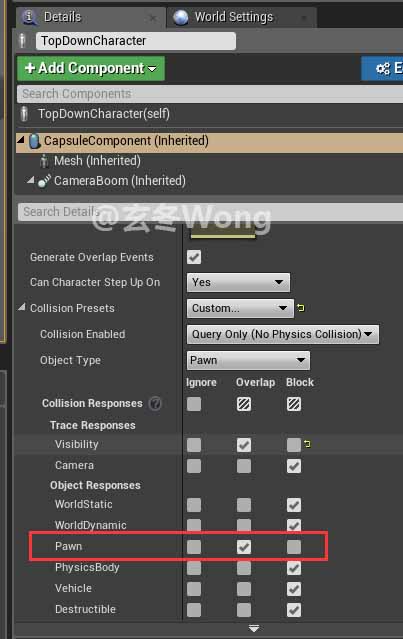 Details
World Settings
TopDownCharacter
+ Add Component
E
Search Components
TopDownCharacter(self)
CapsuleComponent (Inherited)
Mesh (Inherited)
CameraBoom (Inherited)
Search Details
@玄冬Wong
Generate Overlap Events
Can Character Step Up On Yes
Collision Presets Custom...
Collision Enabled Query Only (No Physics Collision)
Object Type Pawn
Ignore Overlap Block
Collision Responses ?
Trace Responses
Visibility
Camera
Object Responses
WorldStatic
WorldDynamic
Pawn
PhysicsBody
Vehicle
Destructible